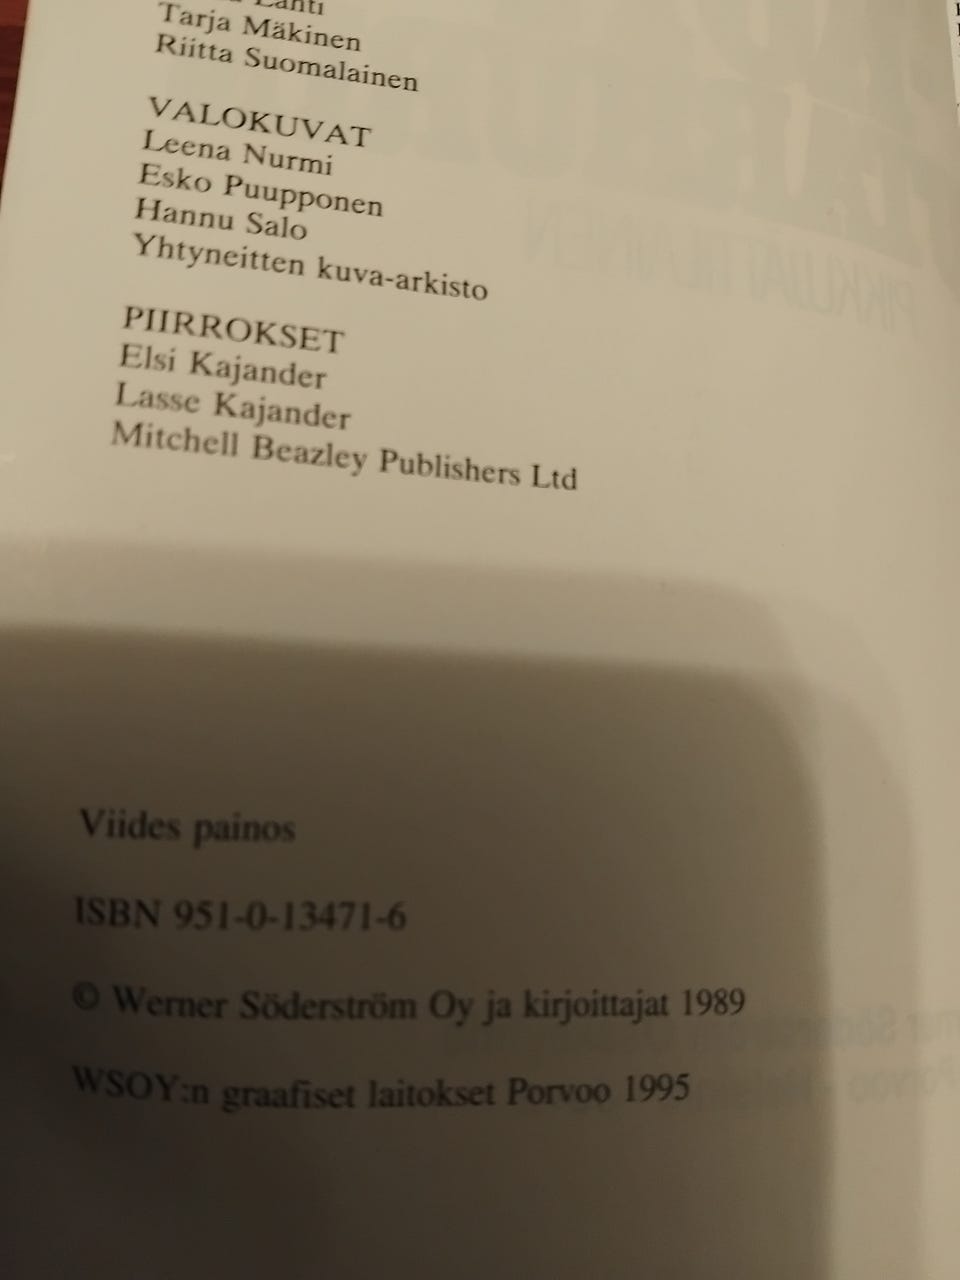 Lahti
Tarja Mäkinen
Riitta Suomalainen
VALOKUVAT
Leena Nurmi
Esko Puupponen
Hannu Salo
Yhtyneitten kuva-arkisto
PIIRROKSET
Elsi Kajander
Lasse Kajander
Mitchell Beazley Publishers Ltd
Viides painos
ISBN 951-0-13471-6
© Werner Söderström Oy ja kirjoittajat 1989
WSOY:n graafiset laitokset Porvoo 1995